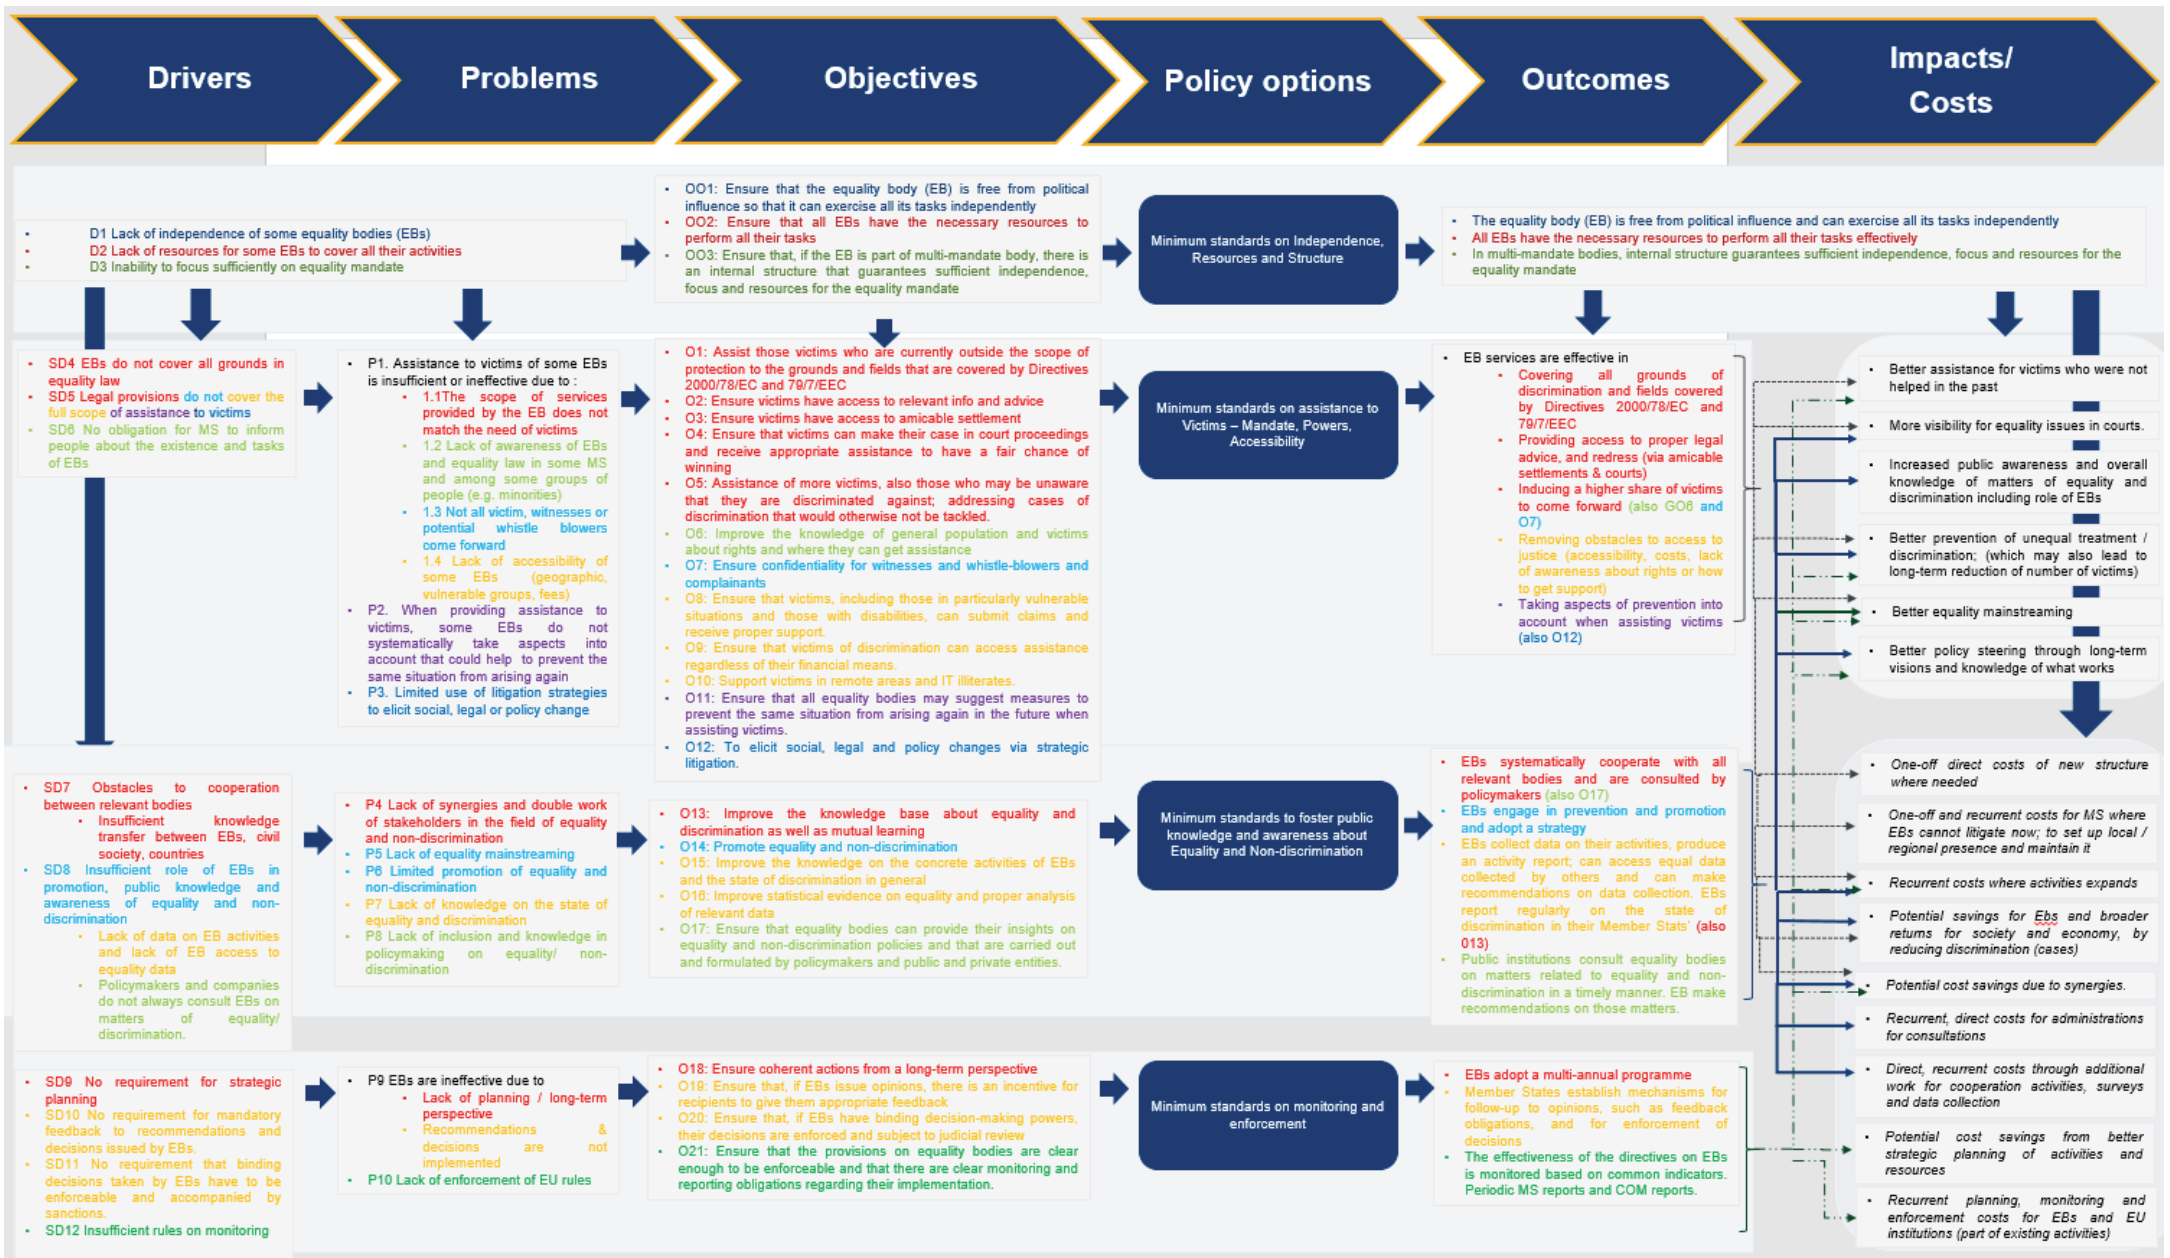 Drivers
Problems
Objectives
Policy options
Outcomes
Impacts/
Costs
D1 Lack of independence of some equality bodies (EBs)
D2 Lack of resources for some EBs to cover all their activities
D3 Inability to focus sufficiently on equality mandate
OO1: Ensure that the equality body (EB) is free from political
influence so that it can exercise all its tasks independently
OO2: Ensure that all EBs have the necessary resources to
perform all their tasks
OO3: Ensure that, if the EB is part of multi-mandate body, there is
an internal structure that guarantees sufficient independence,
focus and resources for the equality mandate
Minimum standards on Independence,
Resources and Structure
The equality body (EB) is free from political influence and can exercise all its tasks independently
All EBs have the necessary resources to perform all their tasks effectively
In multi-mandate bodies, internal structure guarantees sufficient independence, focus and resources for the
equality mandate
SD4 EBs do not cover all grounds in
equality law
SD5 Legal provisions do not cover the
full scope of assistance to victims
SD6 No obligation for MS to inform
people about the existence and tasks
of EBs
P1. Assistance to victims of some EBs
is insufficient or ineffective due to :
1.1The scope of services
provided by the EB does not
match the need of victims
1.2 Lack of awareness of EBs
and equality law in some MS
and among some groups of
people (e.g. minorities)
1.3 Not all victim, witnesses or
potential whistle blowers
come forward
1.4 Lack of accessibility of
some EBs (geographic,
vulnerable groups, fees)
P2. When providing assistance to
victims, some EBs do not
systematically take aspects into
account that could help to prevent the
same situation from arising again
P3. Limited use of litigation strategies
to elicit social, legal or policy change
O1: Assist those victims who are currently outside the scope of
protection to the grounds and fields that are covered by Directives
2000/78/EC and 79/7/EEC
O2: Ensure victims have access to relevant info and advice
O3: Ensure victims have access to amicable settlement
O4: Ensure that victims can make their case in court proceedings
and receive appropriate assistance to have a fair chance of
winning
O5: Assistance of more victims, also those who may be unaware
that they are discriminated against; addressing cases of
discrimination that would otherwise not be tackled.
O6: Improve the knowledge of general population and victims
about rights and where they can get assistance
O7: Ensure confidentiality for witnesses and whistle-blowers and
complainants
O8: Ensure that victims, including those in particularly vulnerable
situations and those with disabilities, can submit claims and
receive proper support.
O9: Ensure that victims of discrimination can access assistance
regardless of their financial means.
O10: Support victims in remote areas and IT illiterates.
O11: Ensure that all equality bodies may suggest measures to
prevent the same situation from arising again in the future when
assisting victims.
O12: To elicit social, legal and policy changes via strategic
litigation.
Minimum standards on assistance to
Victims – Mandate, Powers,
Accessibility
EB services are effective in
Covering all grounds of
discrimination and fields covered
by Directives 2000/78/EC and
79/7/EEC
Providing access to proper legal
advice, and redress (via amicable
settlements & courts)
Inducing a higher share of victims
to come forward (also GO6 and
O7)
Removing obstacles to access to
justice (accessibility, costs, lack
of awareness about rights or how
to get support)
Taking aspects of prevention into
account when assisting victims
(also O12)
Better assistance for victims who were not
helped in the past
More visibility for equality issues in courts.
Increased public awareness and overall
knowledge of matters of equality and
discrimination including role of EBs
Better prevention of unequal treatment /
discrimination; (which may also lead to
long-term reduction of number of victims)
Better equality mainstreaming
Better policy steering through long-term
visions and knowledge of what works
SD7 Obstacles to cooperation
between relevant bodies
Insufficient knowledge
transfer between EBs, civil
society, countries
SD8 Insufficient role of EBs in
promotion, public knowledge and
awareness of equality and non-
discrimination
Lack of data on EB activities
and lack of EB access to
equality data
Policymakers and companies
do not always consult EBs on
matters of equality/
discrimination.
P4 Lack of synergies and double work
of stakeholders in the field of equality
and non-discrimination
P5 Lack of equality mainstreaming
P6 Limited promotion of equality and
non-discrimination
P7 Lack of knowledge on the state of
equality and discrimination
P8 Lack of inclusion and knowledge in
policymaking on equality/ non-
discrimination
O13: Improve the knowledge base about equality and
discrimination as well as mutual learning
O14: Promote equality and non-discrimination
O15: Improve the knowledge on the concrete activities of EBs
and the state of discrimination in general
O16: Improve statistical evidence on equality and proper analysis
of relevant data
O17: Ensure that equality bodies can provide their insights on
equality and non-discrimination policies and that are carried out
and formulated by policymakers and public and private entities.
Minimum standards to foster public
knowledge and awareness about
Equality and Non-discrimination
EBs systematically cooperate with all
relevant bodies and are consulted by
policymakers (also O17)
EBs engage in prevention and promotion
and adopt a strategy
EBs collect data on their activities, produce
an activity report; can access equal data
collected by others and can make
recommendations on data collection. EBs
report regularly on the state of
discrimination in their Member Stats' (also
013)
Public institutions consult equality bodies
on matters related to equality and non-
discrimination in a timely manner. EB make
recommendations on those matters.
One-off direct costs of new structure
where needed
One-off and recurrent costs for MS where
EBs cannot litigate now; to set up local /
regional presence and maintain it
Recurrent costs where activities expands
Potential savings for Ebs and broader
returns for society and economy, by
reducing discrimination (cases)
Potential cost savings due to synergies.
Recurrent, direct costs for administrations
for consultations
Direct, recurrent costs through additional
work for cooperation activities, surveys
and data collection
Potential cost savings from better
strategic planning of activities and
resources
Recurrent planning, monitoring and
enforcement costs for EBs and EU
institutions (part of existing activities)
SD9 No requirement for strategic
planning
SD10 No requirement for mandatory
feedback to recommendations and
decisions issued by EBs.
SD11 No requirement that binding
decisions taken by EBs have to be
enforceable and accompanied by
sanctions.
SD12 Insufficient rules on monitoring
P9 EBs are ineffective due to
Lack of planning / long-term
perspective
Recommendations &
decisions are not
implemented
P10 Lack of enforcement of EU rules
O18: Ensure coherent actions from a long-term perspective
O19: Ensure that, if EBs issue opinions, there is an incentive for
recipients to give them appropriate feedback
O20: Ensure that, if EBs have binding decision-making powers,
their decisions are enforced and subject to judicial review
O21: Ensure that the provisions on equality bodies are clear
enough to be enforceable and that there are clear monitoring and
reporting obligations regarding their implementation.
Minimum standards on monitoring and
enforcement
EBs adopt a multi-annual programme
Member States establish mechanisms for
follow-up to opinions, such as feedback
obligations, and for enforcement of
decisions
The effectiveness of the directives on EBs
is monitored based on common indicators.
Periodic MS reports and COM reports.